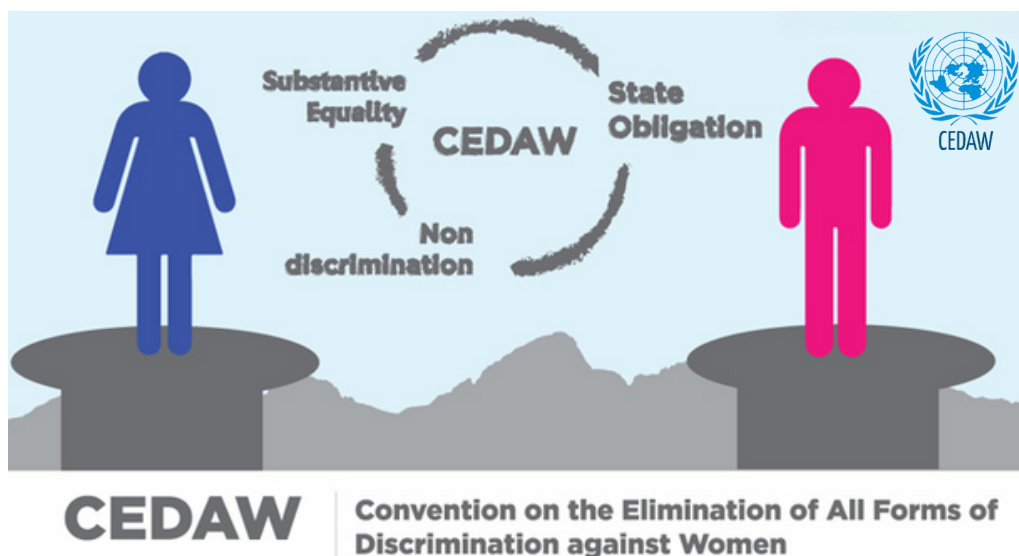 Substantive
Equality
CEDAW
State
Obligation
Non
discrimination
CEDAW
CEDAW
Convention on the Elimination of All Forms of
Discrimination against Women